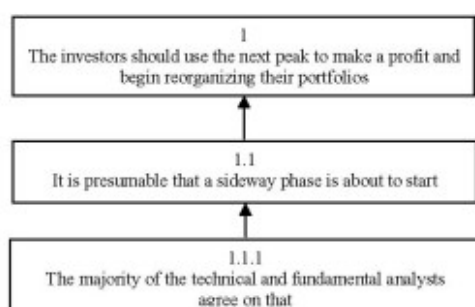 1
The investors should use the next peak to make a profit and
begin reorganizing their portfolios
1.1
It is presumable that a sideway phase is about to start
1.1.1
The majority of the technical and fundamental analysts
agree on that